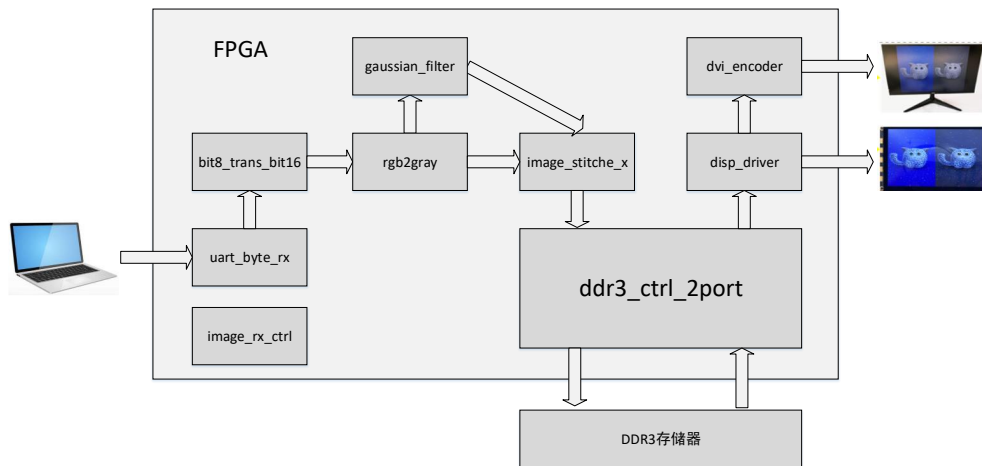 FPGA
gaussian_filter
dvi_encoder
bit8_trans_bit16
rgb2gray
image_stitche_x
disp_driver
uart_byte_rx
ddr3_ctrl_2port
image_rx_ctrl
DDR3存储器